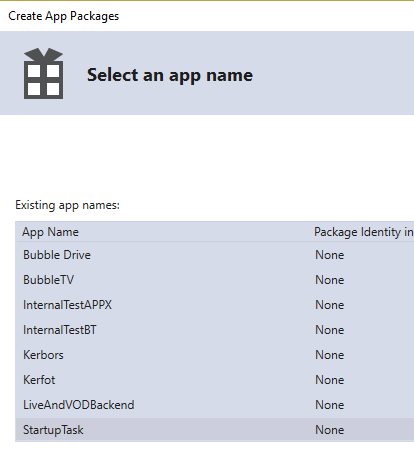 Create App Packages
Select an app name
Existing app names:
App Name Package Identity in
Bubble Drive None
BubbleTV None
InternalTestAPPX None
InternalTestBT None
Kerbors None
Kerfot None
LiveAndVODBackend None
StartupTask None